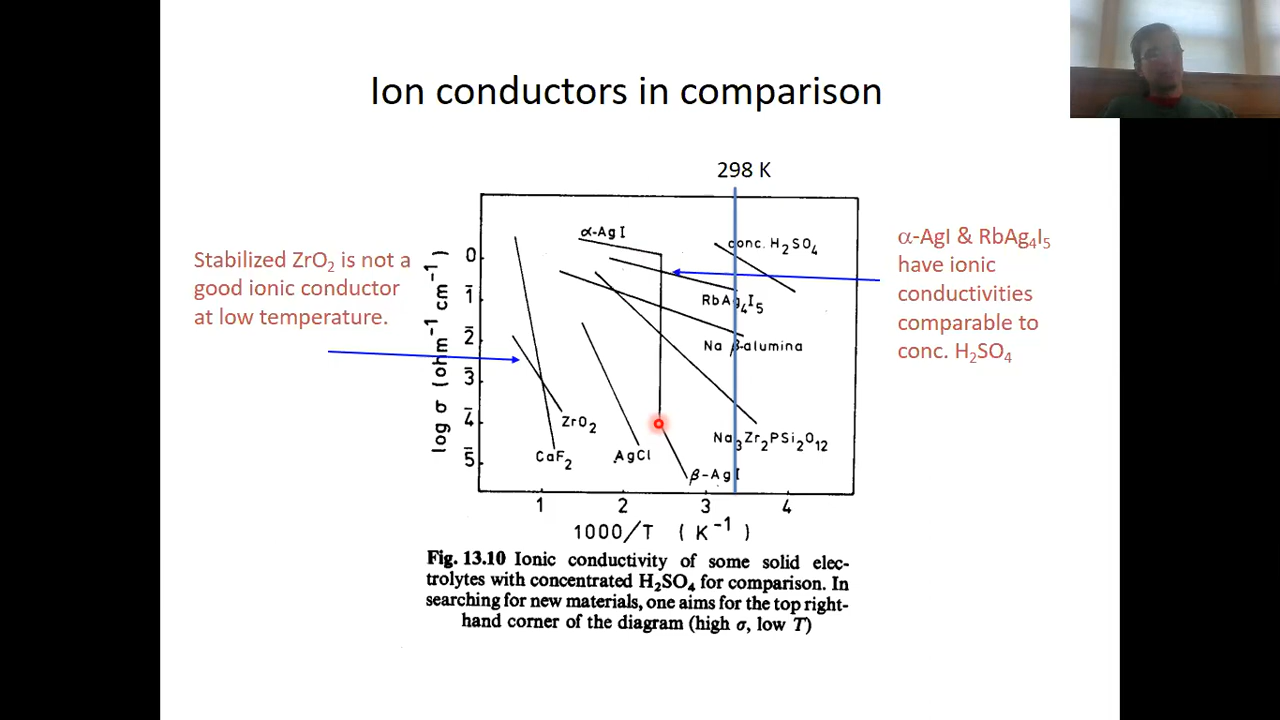 Ion conductors in comparison
298 K
Stabilized ZrO₂ is not a
good ionic conductor
at low temperature.
α-AgI & RbAg₄I₅
have ionic
conductivities
comparable to
conc. H₂SO₄
log σ (ohm⁻¹ cm⁻¹)
0
1̄
2̄
3̄
4̄
5̄
α-AgI
conc. H₂SO₄
RbAg₄I₅
Na β-alumina
ZrO₂
CaF₂
AgCl
Na₃Zr₂PSi₂O₁₂
β-AgI
1 2 3 4
1000/T (K⁻¹)
Fig. 13.10 Ionic conductivity of some solid elec-
trolytes with concentrated H₂SO₄ for comparison. In
searching for new materials, one aims for the top right-
hand corner of the diagram (high σ, low T)